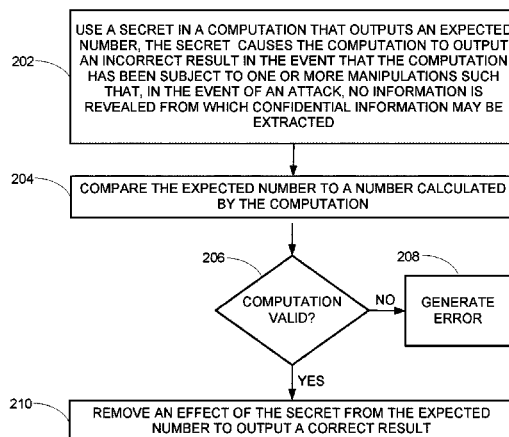 202
USE A SECRET IN A COMPUTATION THAT OUTPUTS AN EXPECTED
NUMBER, THE SECRET CAUSES THE COMPUTATION TO OUTPUT
AN INCORRECT RESULT IN THE EVENT THAT THE COMPUTATION
HAS BEEN SUBJECT TO ONE OR MORE MANIPULATIONS SUCH
THAT, IN THE EVENT OF AN ATTACK, NO INFORMATION IS
REVEALED FROM WHICH CONFIDENTIAL INFORMATION MAY BE
EXTRACTED
204
COMPARE THE EXPECTED NUMBER TO A NUMBER CALCULATED
BY THE COMPUTATION
206
COMPUTATION
VALID?
NO
208
GENERATE
ERROR
YES
210
REMOVE AN EFFECT OF THE SECRET FROM THE EXPECTED
NUMBER TO OUTPUT A CORRECT RESULT